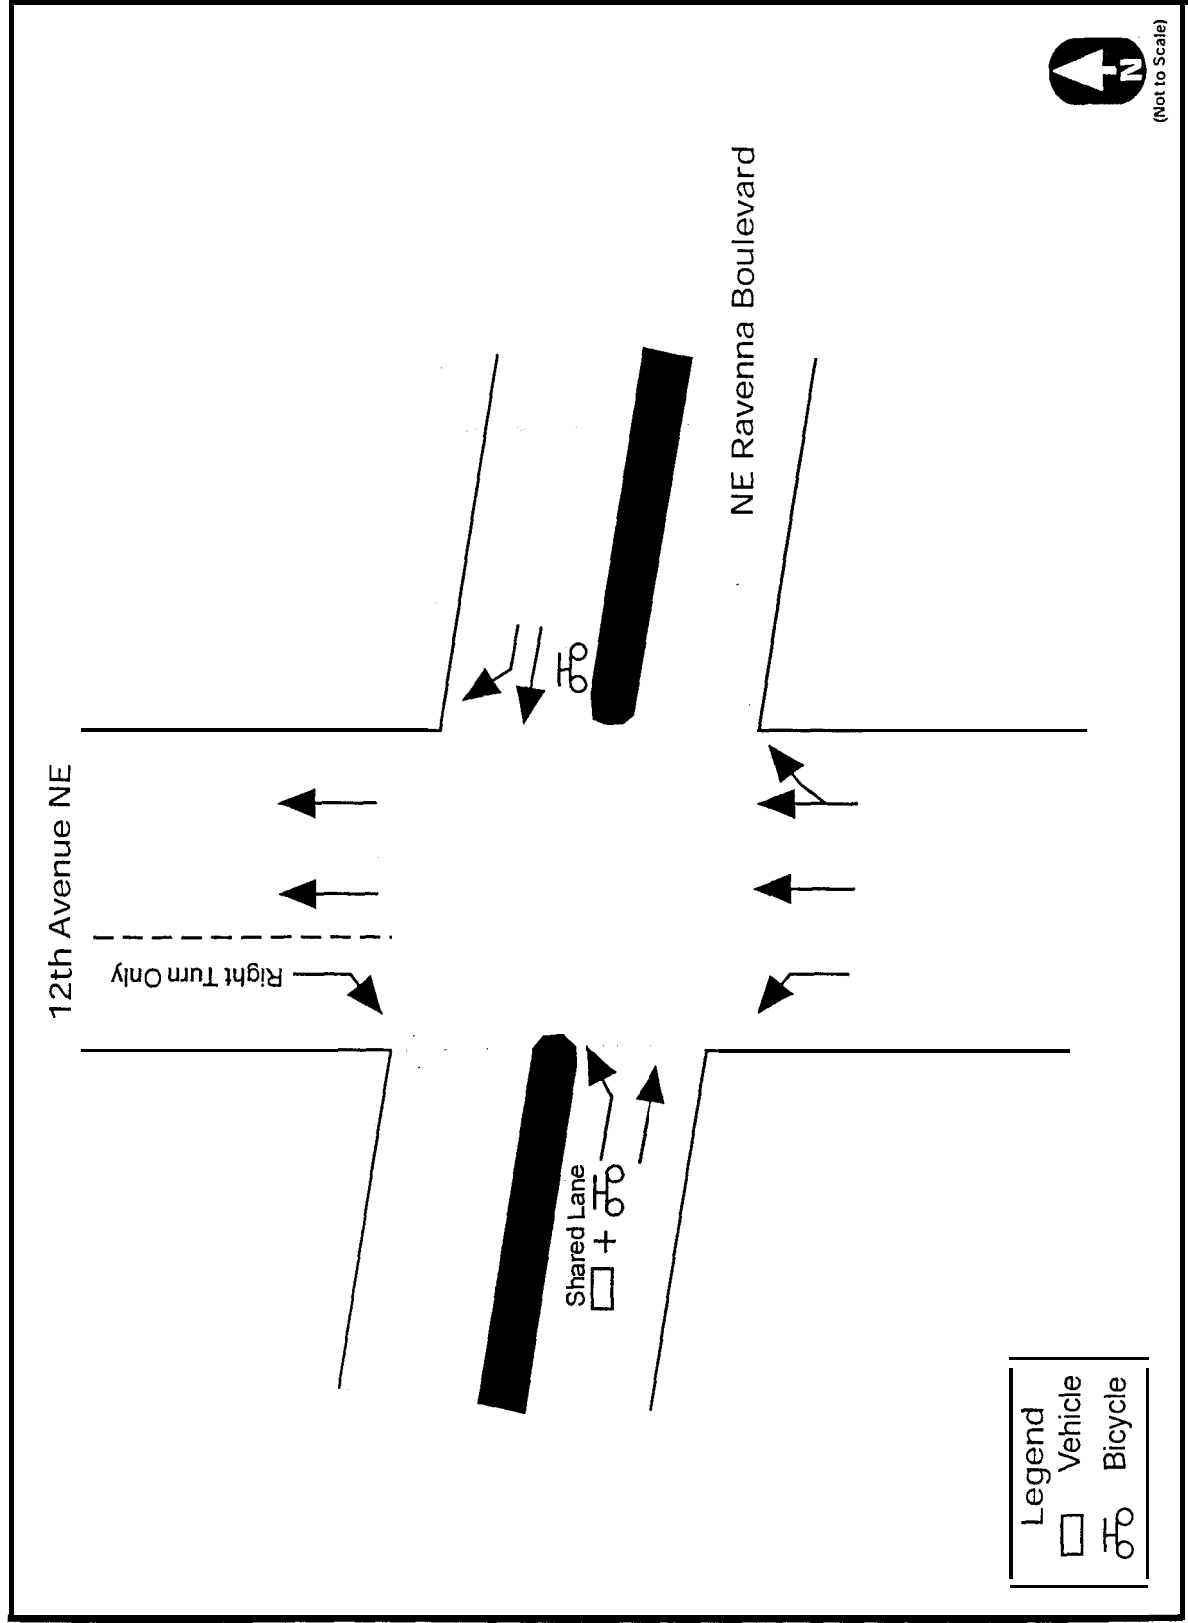 12th Avenue NE
Right Turn Only
NE Ravenna Boulevard
Shared Lane
+
Legend
Vehicle
Bicycle
N
(Not to Scale)